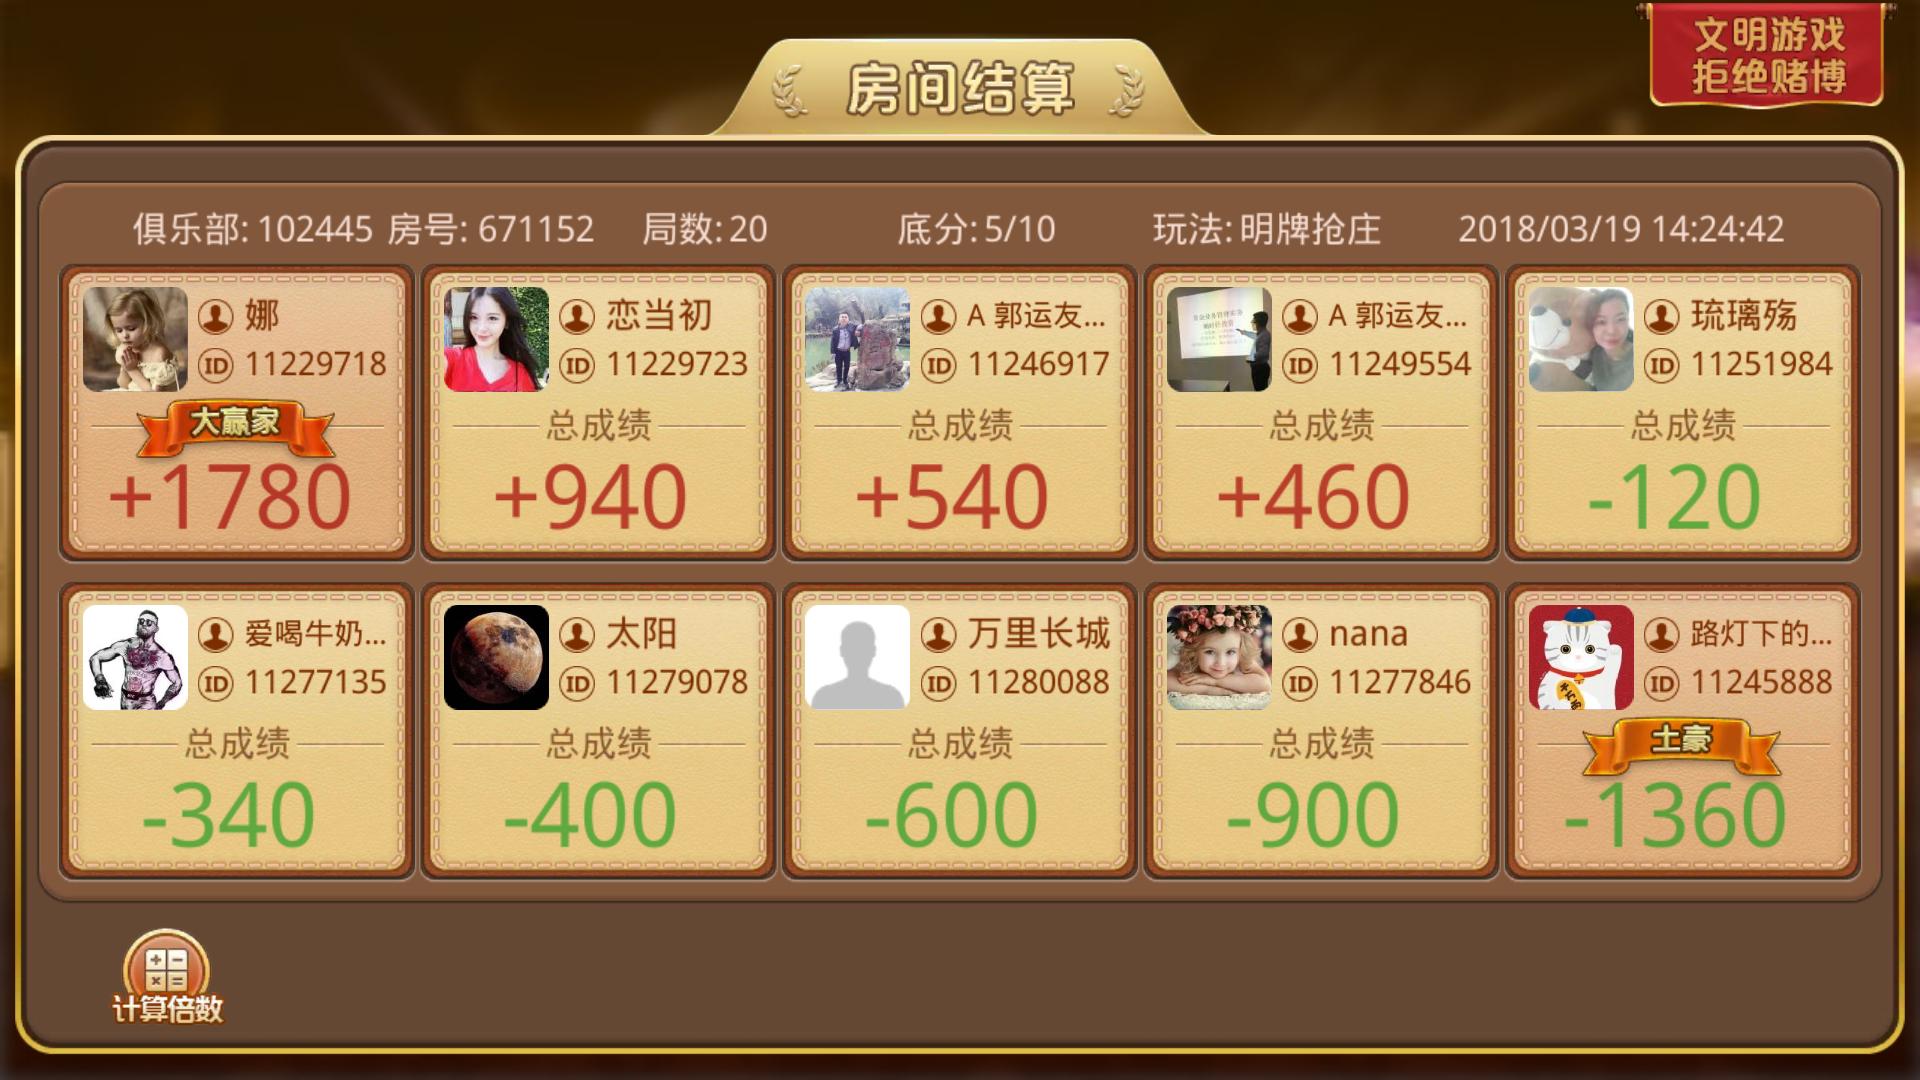 文明游戏
拒绝赌博
房间结算
俱乐部: 102445 房号: 671152 局数: 20 底分: 5/10 玩法: 明牌抢庄 2018/03/19 14:24:42
娜
ID 11229718
大赢家
+1780
恋当初
ID 11229723
总成绩
+940
A 郭运友...
ID 11246917
总成绩
+540
A 郭运友...
ID 11249554
总成绩
+460
琉璃殇
ID 11251984
总成绩
-120
爱喝牛奶...
ID 11277135
总成绩
-340
太阳
ID 11279078
总成绩
-400
万里长城
ID 11280088
总成绩
-600
nana
ID 11277846
总成绩
-900
路灯下的...
ID 11245888
土豪
-1360
计算倍数